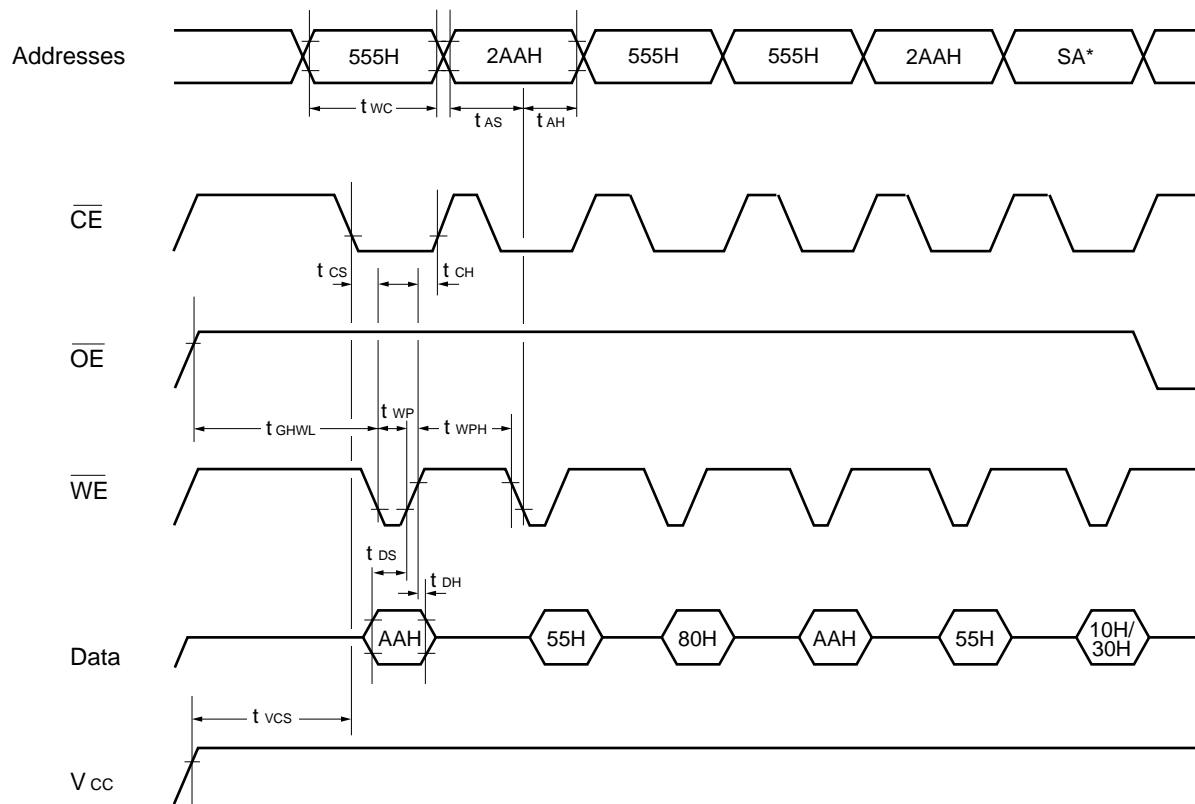 Addresses 555H 2AAH 555H 555H 2AAH SA*
t WC t AS t AH
CE
t CS t CH
OE
t GHWL t WP t WPH
WE
t DS t DH
Data AAH 55H 80H AAH 55H 10H/
30H
t VCS
V CC